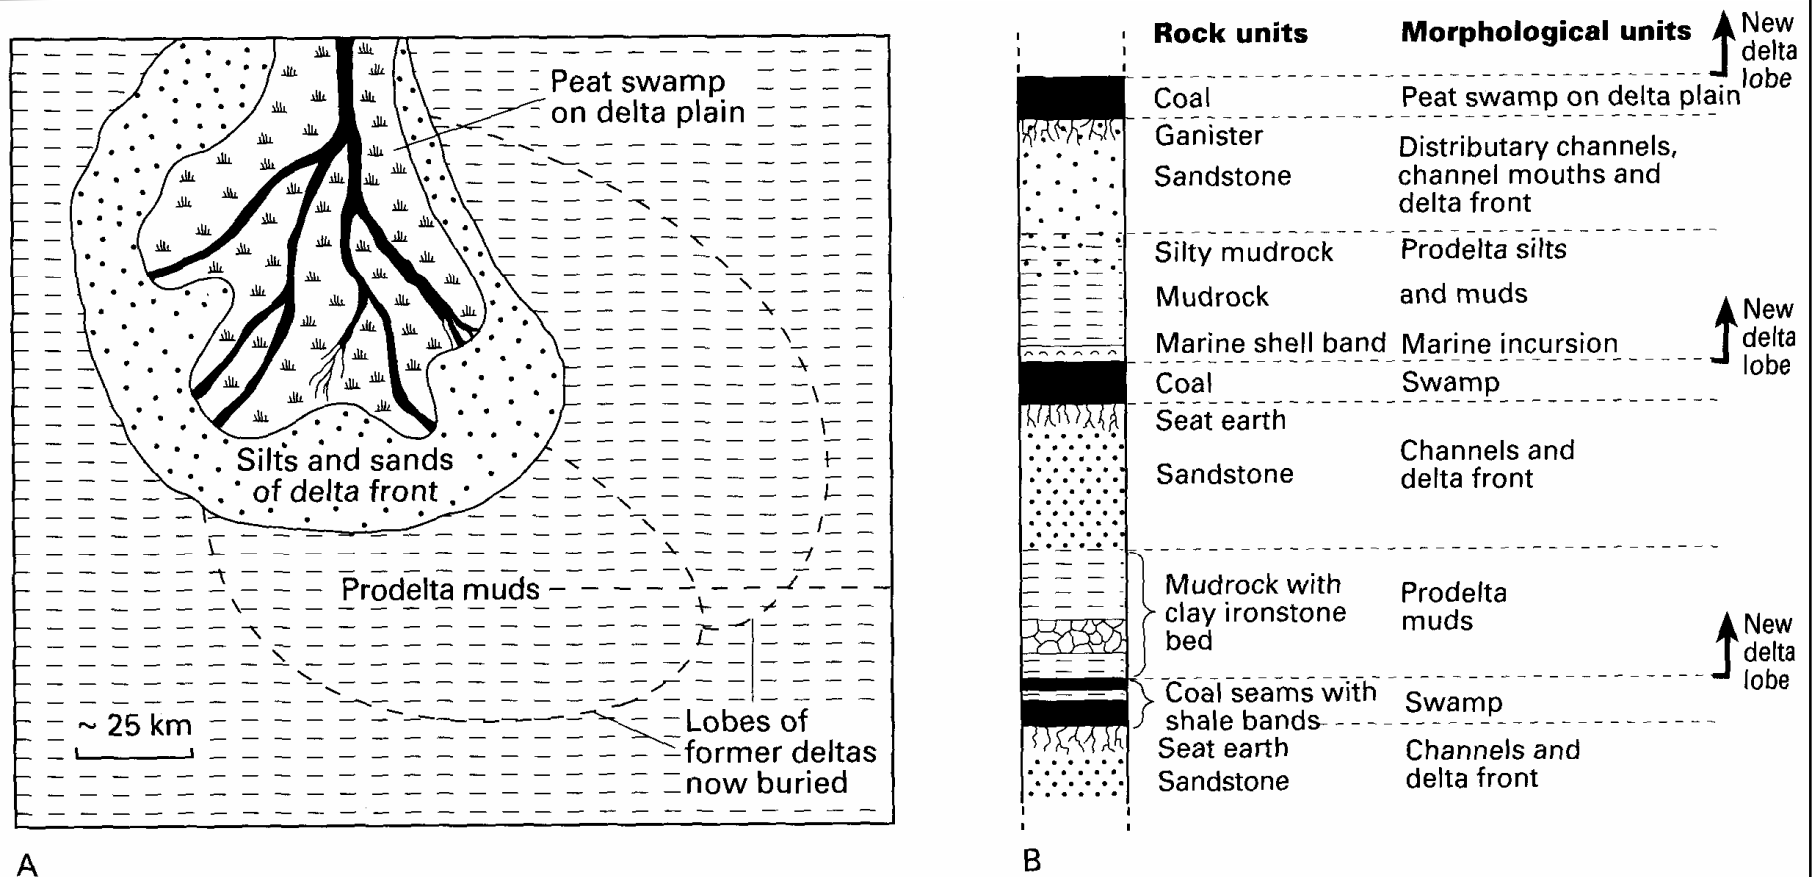 Peat swamp
on delta plain
Silts and sands
of delta front
Prodelta muds
~ 25 km
Lobes of
former deltas
now buried
A
Rock units
Morphological units
New
delta
lobe
Coal
Peat swamp on delta plain
Ganister
Sandstone
Distributary channels,
channel mouths and
delta front
Silty mudrock
Prodelta silts
Mudrock
and muds
New
delta
lobe
Marine shell band
Marine incursion
Coal
Swamp
Seat earth
Sandstone
Channels and
delta front
Mudrock with
clay ironstone
bed
Prodelta
muds
New
delta
lobe
Coal seams with
shale bands
Swamp
Seat earth
Sandstone
Channels and
delta front
B